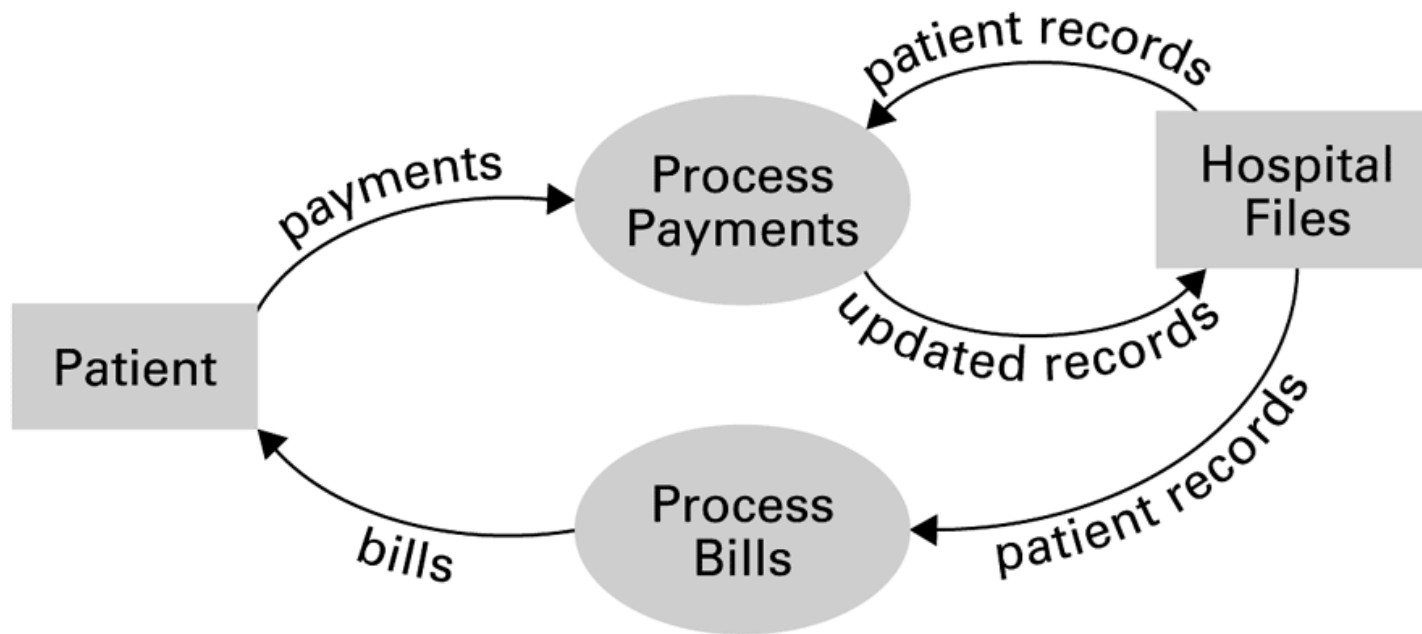 patient records
payments
Process
Payments
Hospital
Files
updated records
Patient
patient records
Process
Bills
bills